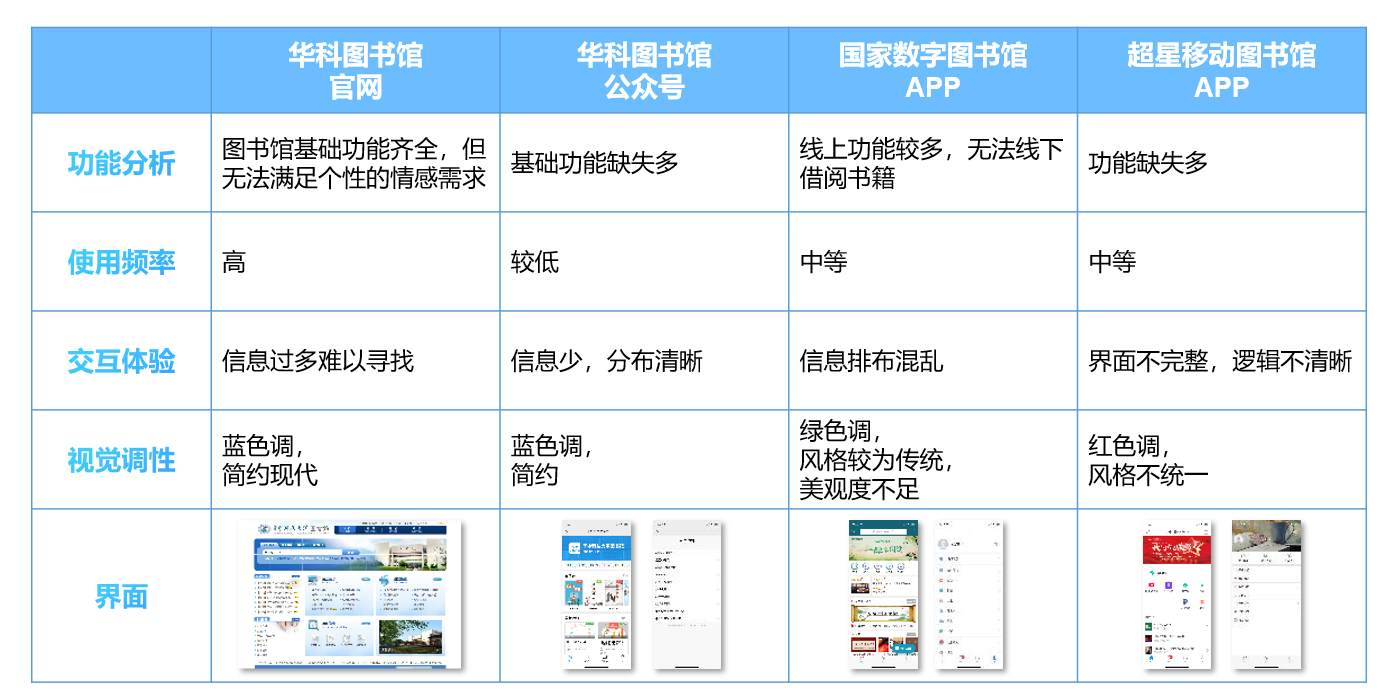 华科图书馆
官网
华科图书馆
公众号
国家数字图书馆
APP
超星移动图书馆
APP
功能分析
图书馆基础功能齐全，但
无法满足个性的情感需求
基础功能缺失多
线上功能较多，无法线下
借阅书籍
功能缺失多
使用频率
高
较低
中等
中等
交互体验
信息过多难以寻找
信息少，分布清晰
信息排布混乱
界面不完整，逻辑不清晰
视觉调性
蓝色调，
简约现代
蓝色调，
简约
绿色调，
风格较为传统，
美观度不足
红色调，
风格不统一
界面